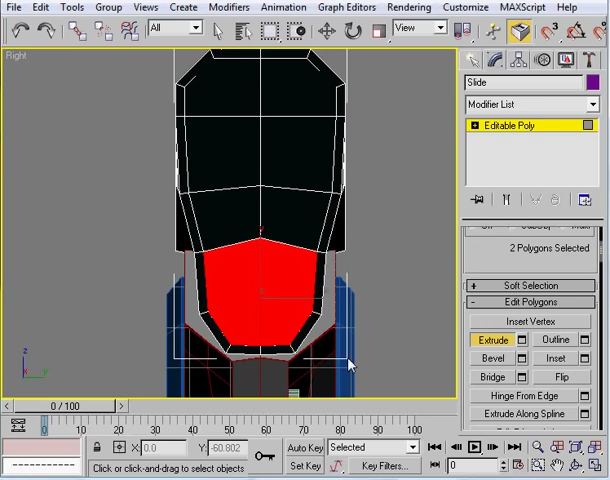 File Edit Tools Group Views Create Modifiers Animation Graph Editors Rendering Customize MAXScript Help
All View 3
Right
Slide
Modifier List
Editable Poly
2 Polygons Selected
+ Soft Selection
- Edit Polygons
Insert Vertex
Extrude Outline
Bevel Inset
Bridge Flip
Hinge From Edge
Extrude Along Spline
z
x y
0 / 100
0 10 20 30 40 50 60 70 80 90 100
X: 0.0 Y: -60.802 Auto Key Selected
Click or click-and-drag to select objects Set Key Key Filters... 0